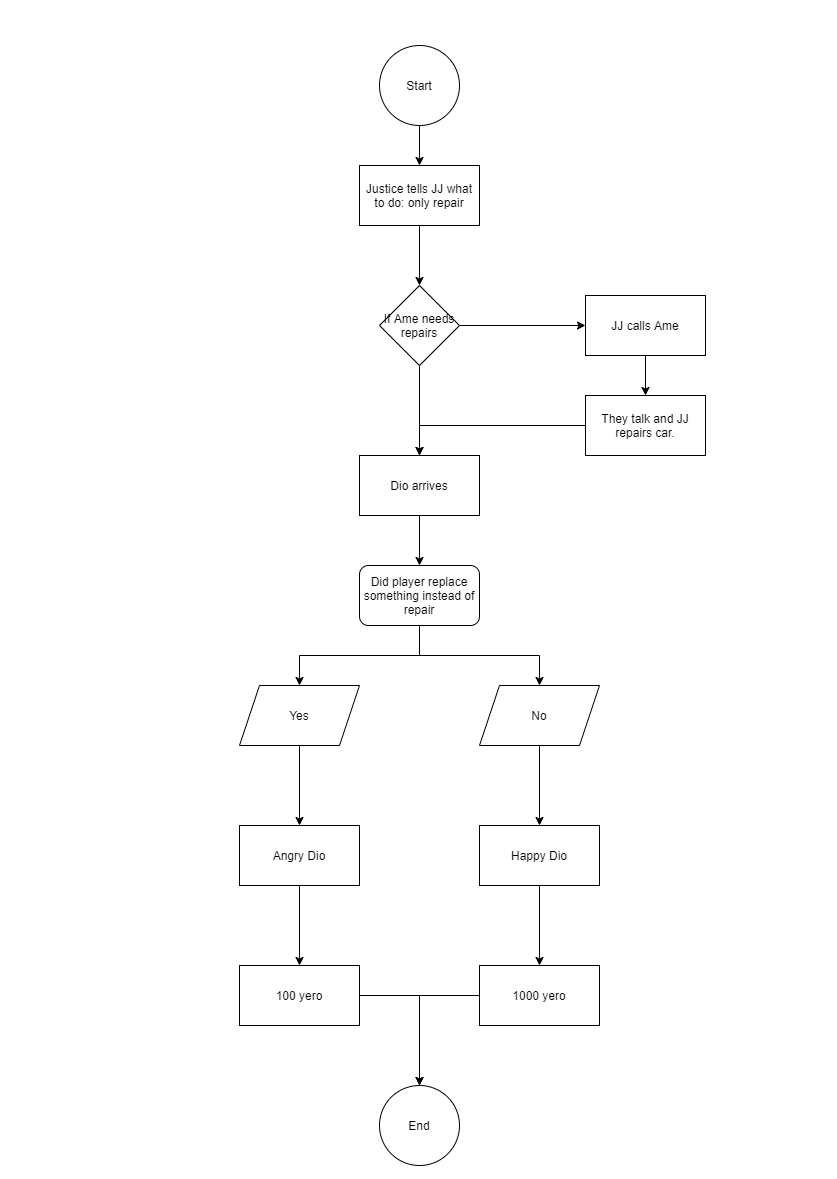 Start
Justice tells JJ what
to do: only repair
If Ame needs
repairs
JJ calls Ame
They talk and JJ
repairs car.
Dio arrives
Did player replace
something instead of
repair
Yes
No
Angry Dio
Happy Dio
100 yero
1000 yero
End